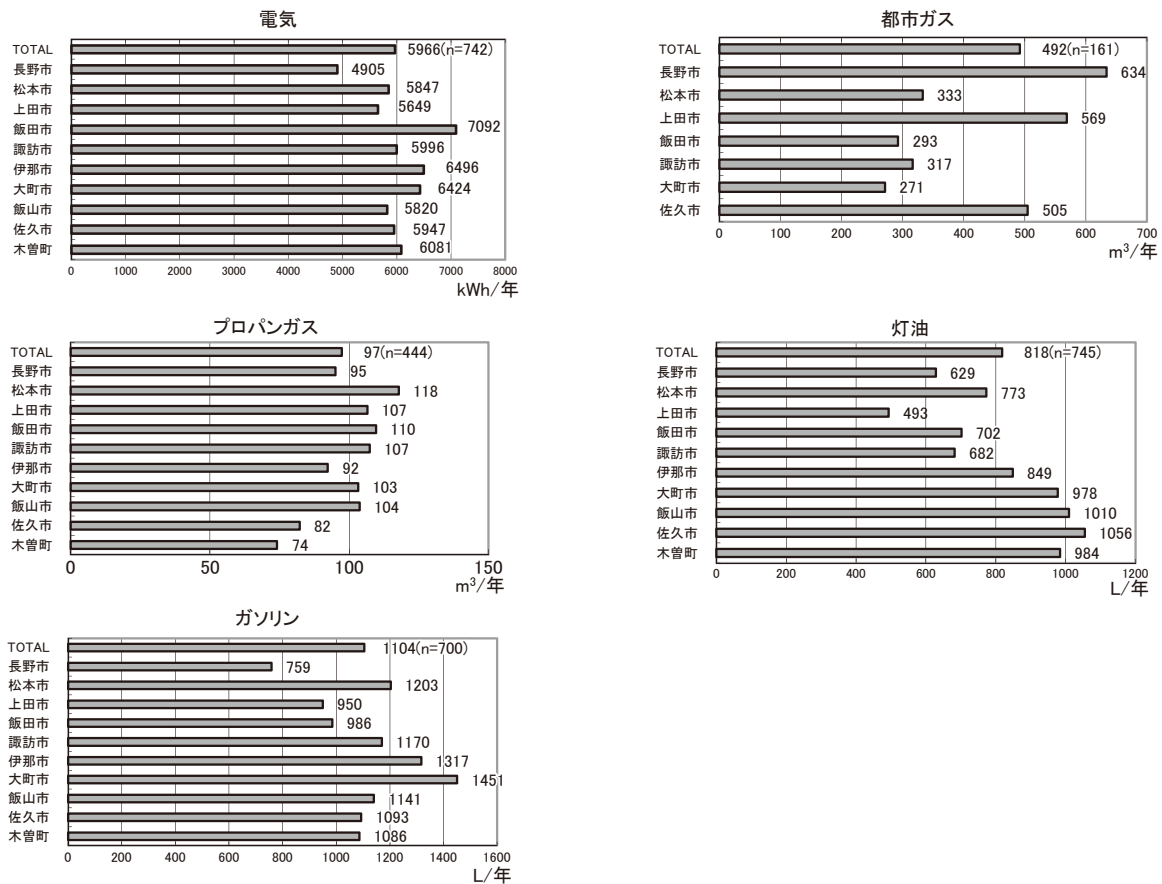 電気
TOTAL 5966(n=742)
長野市 4905
松本市 5847
上田市 5649
飯田市 7092
諏訪市 5996
伊那市 6496
大町市 6424
飯山市 5820
佐久市 5947
木曽町 6081
0 1000 2000 3000 4000 5000 6000 7000 8000
kWh/年
都市ガス
TOTAL 492(n=161)
長野市 634
松本市 333
上田市 569
飯田市 293
諏訪市 317
大町市 271
佐久市 505
0 100 200 300 400 500 600 700
m³/年
プロパンガス
TOTAL 97(n=444)
長野市 95
松本市 118
上田市 107
飯田市 110
諏訪市 107
伊那市 92
大町市 103
飯山市 104
佐久市 82
木曽町 74
0 50 100 150
m³/年
灯油
TOTAL 818(n=745)
長野市 629
松本市 773
上田市 493
飯田市 702
諏訪市 682
伊那市 849
大町市 978
飯山市 1010
佐久市 1056
木曽町 984
0 200 400 600 800 1000 1200
L/年
ガソリン
TOTAL 1104(n=700)
長野市 759
松本市 1203
上田市 950
飯田市 986
諏訪市 1170
伊那市 1317
大町市 1451
飯山市 1141
佐久市 1093
木曽町 1086
0 200 400 600 800 1000 1200 1400 1600
L/年